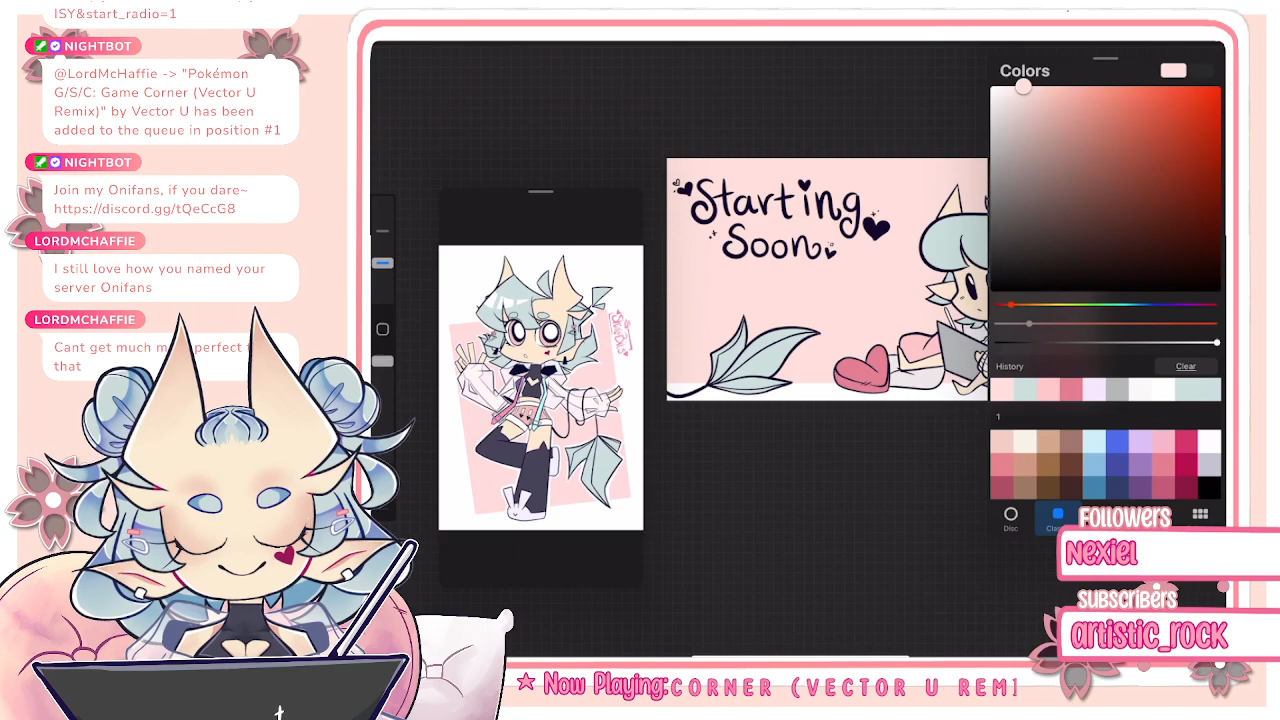 ISY&start_radio=1
NIGHTBOT
@LordMcHaffie -> "Pokémon
G/S/C: Game Corner (Vector U
Remix)" by Vector U has been
added to the queue in position #1
NIGHTBOT
Join my Onifans, if you dare~
https://discord.gg/tQeCcG8
LORDMCHAFFIE
I still love how you named your
server Onifans
LORDMCHAFFIE
Cant get much perfect
that
Starting
Soon
Colors
History
Clear
1
Disc
Followers
Nexiel
Subscribers
artistic_rock
Now Playing:
CORNER (VECTOR U REMI